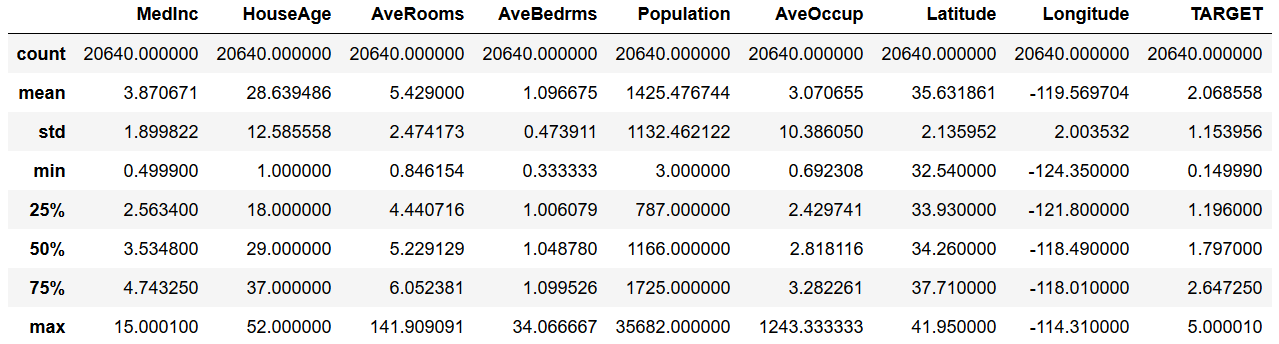 MedInc HouseAge AveRooms AveBedrms Population AveOccup Latitude Longitude TARGET
count 20640.000000 20640.000000 20640.000000 20640.000000 20640.000000 20640.000000 20640.000000 20640.000000 20640.000000
mean 3.870671 28.639486 5.429000 1.096675 1425.476744 3.070655 35.631861 -119.569704 2.068558
std 1.899822 12.585558 2.474173 0.473911 1132.462122 10.386050 2.135952 2.003532 1.153956
min 0.499900 1.000000 0.846154 0.333333 3.000000 0.692308 32.540000 -124.350000 0.149990
25% 2.563400 18.000000 4.440716 1.006079 787.000000 2.429741 33.930000 -121.800000 1.196000
50% 3.534800 29.000000 5.229129 1.048780 1166.000000 2.818116 34.260000 -118.490000 1.797000
75% 4.743250 37.000000 6.052381 1.099526 1725.000000 3.282261 37.710000 -118.010000 2.647250
max 15.000100 52.000000 141.909091 34.066667 35682.000000 1243.333333 41.950000 -114.310000 5.000010